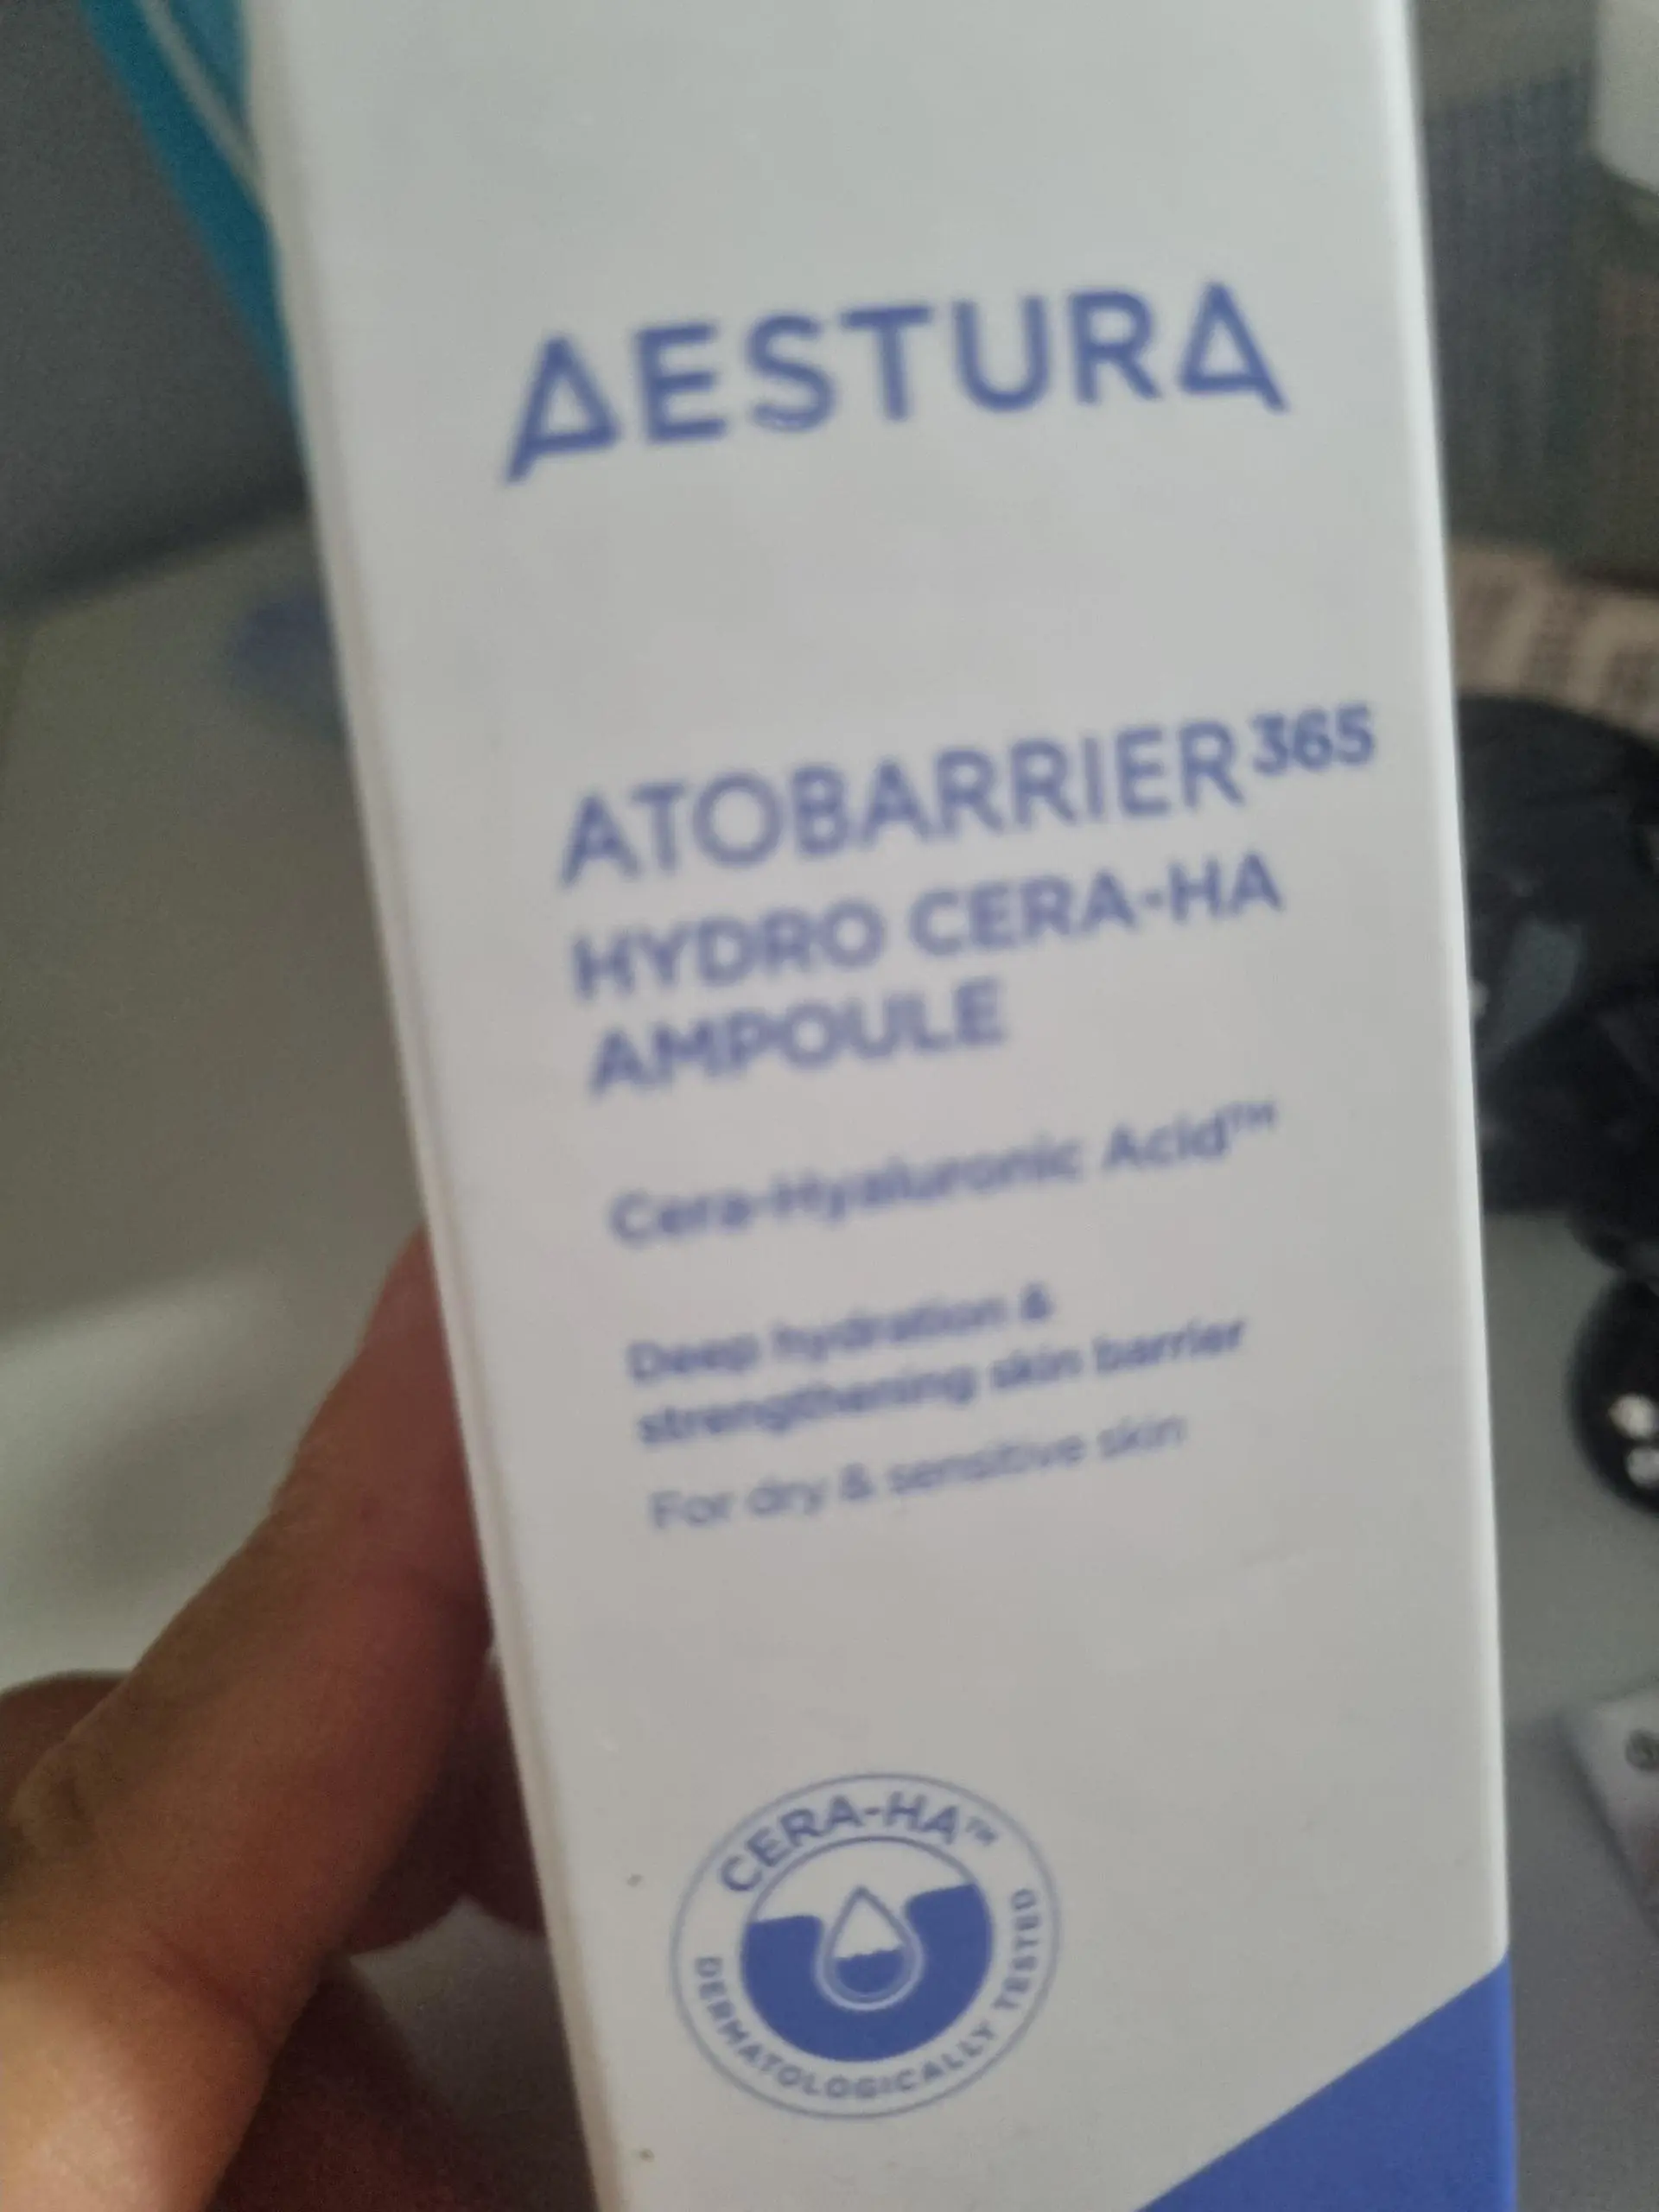 AESTURA
ATOBARRIER365
HYDRO CERA-HA
AMPOULE
Cera-Hyaluronic Acid™
Deep hydration &
strengthening skin barrier
For dry & sensitive skin
CERA-HA™
DERMATOLOGICALLY TESTED